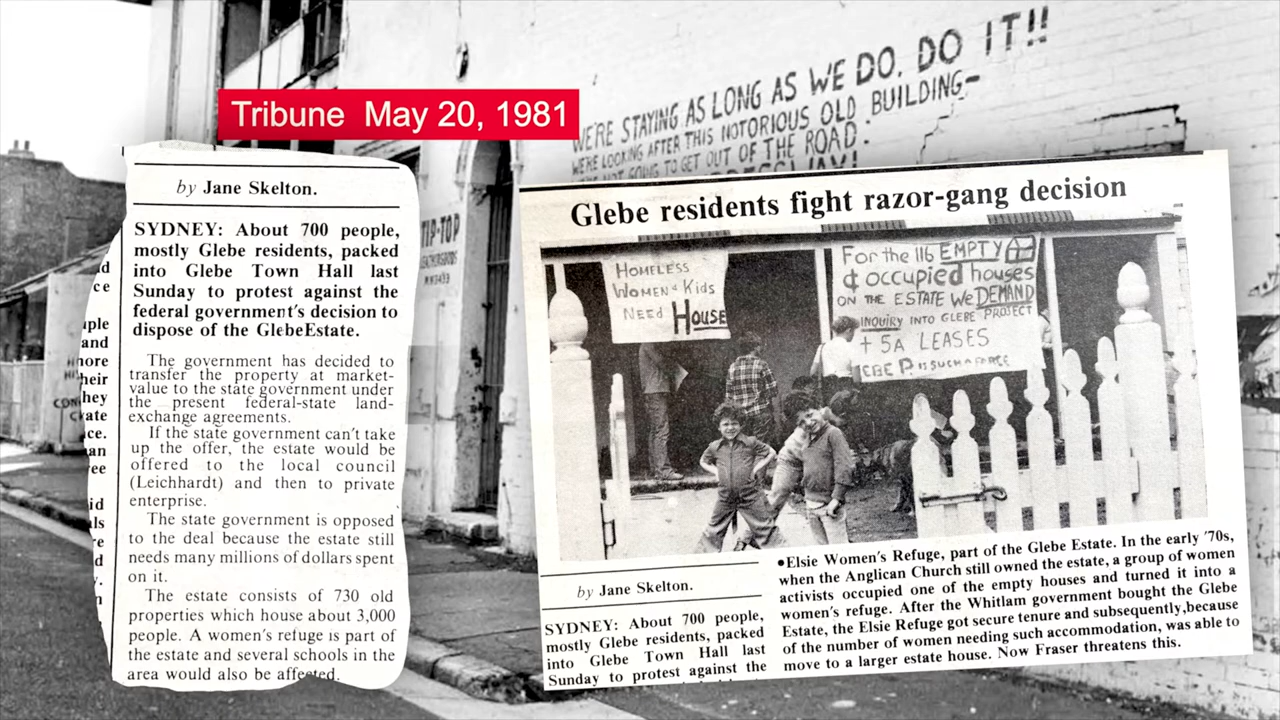 Tribune May 20, 1981
WE'RE STAYING AS LONG AS WE DO. DO IT!!
WE'RE LOOKING AFTER THIS NOTORIOUS OLD BUILDING-
GOING TO GET OUT OF THE ROAD.
TIP-TOP
by Jane Skelton.
SYDNEY: About 700 people,
mostly Glebe residents, packed
into Glebe Town Hall last
Sunday to protest against the
federal government's decision to
dispose of the GlebeEstate.
The government has decided to
transfer the property at market-
value to the state government under
the present federal-state land-
exchange agreements.
If the state government can't take
up the offer, the estate would be
offered to the local council
(Leichhardt) and then to private
enterprise.
The state government is opposed
to the deal because the estate still
needs many millions of dollars spent
on it.
The estate consists of 730 old
properties which house about 3,000
people. A women's refuge is part of
the estate and several schools in the
area would also be affected.
Glebe residents fight razor-gang decision
HOMELESS
WOMEN & KIDS
NEED HOUSE
For the 116 EMPTY
& occupied houses
ON THE ESTATE WE DEMAND
INQUIRY INTO GLEBE PROJECT
+ 5A LEASES
IS SUCH A FARCE
by Jane Skelton.
SYDNEY: About 700 people,
mostly Glebe residents, packed
into Glebe Town Hall last
Sunday to protest against the
•Elsie Women's Refuge, part of the Glebe Estate. In the early '70s,
when the Anglican Church still owned the estate, a group of women
activists occupied one of the empty houses and turned it into a
women's refuge. After the Whitlam government bought the Glebe
Estate, the Elsie Refuge got secure tenure and subsequently,because
of the number of women needing such accommodation, was able to
move to a larger estate house. Now Fraser threatens this.